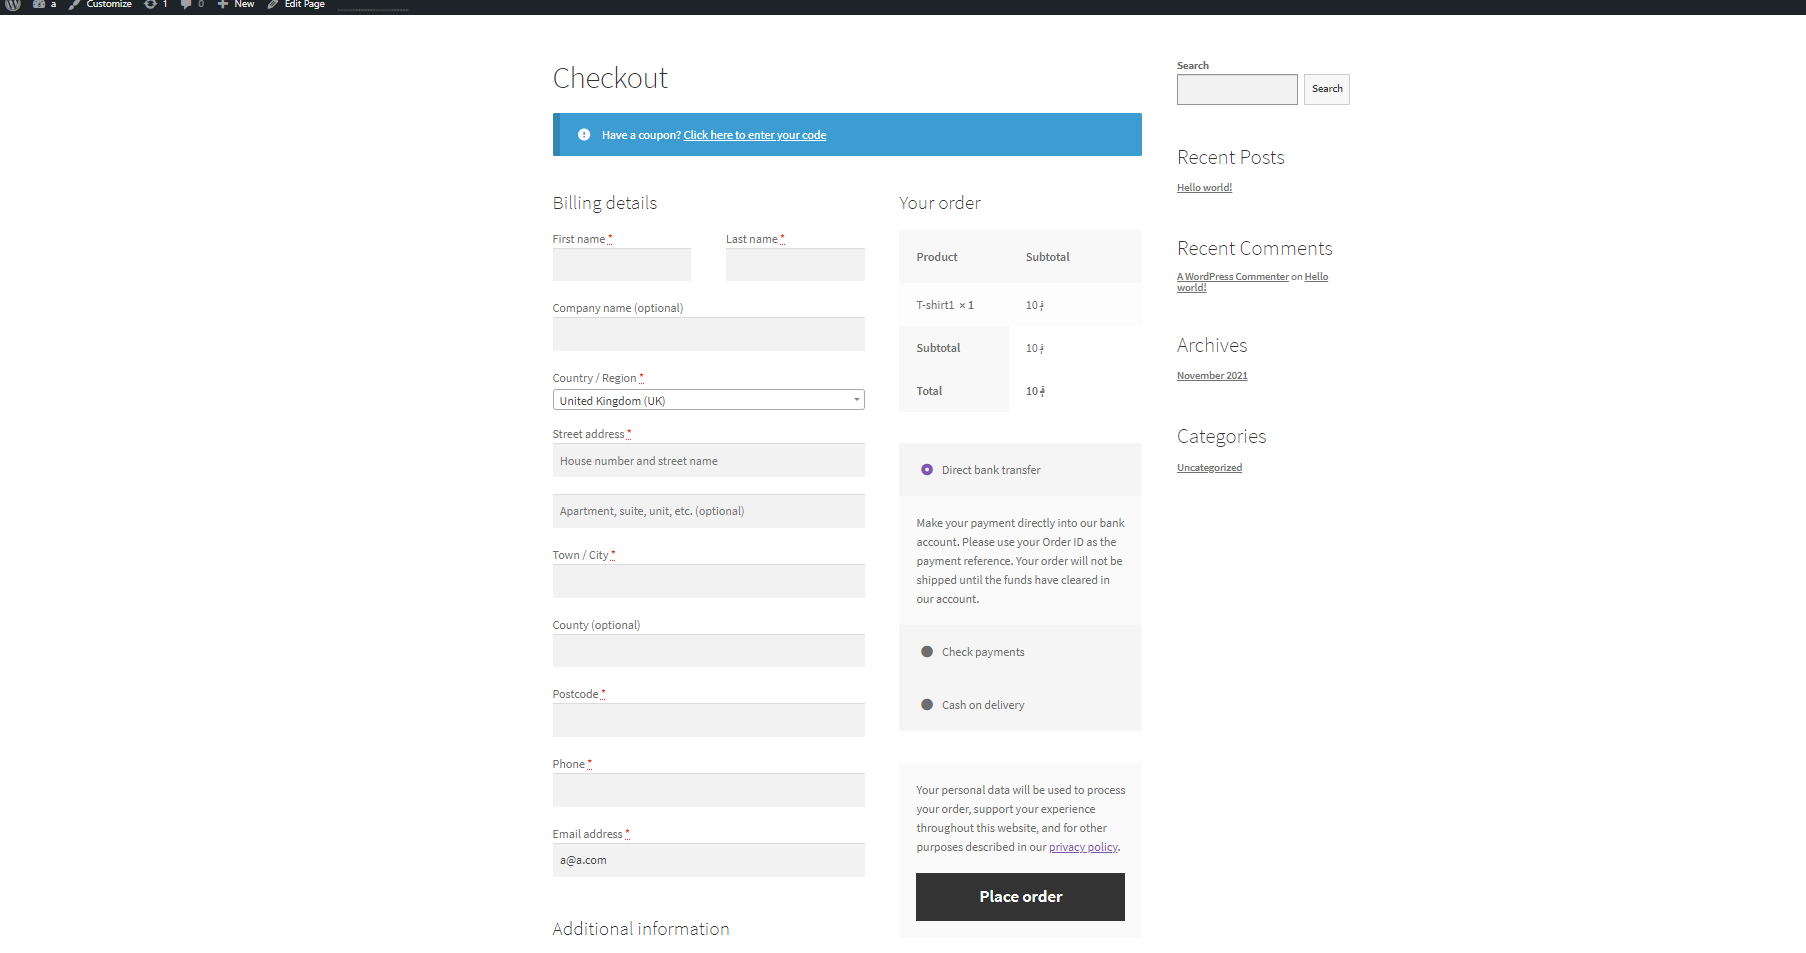 a Customize 1 0 New Edit Page
Checkout
Have a coupon? Click here to enter your code
Billing details
First name * Last name *
Company name (optional)
Country / Region *
United Kingdom (UK)
Street address *
House number and street name
Apartment, suite, unit, etc. (optional)
Town / City *
County (optional)
Postcode *
Phone *
Email address *
a@a.com
Additional information
Your order
Product Subtotal
T-shirt1 × 1 10
Subtotal 10
Total 10
Direct bank transfer
Make your payment directly into our bank
account. Please use your Order ID as the
payment reference. Your order will not be
shipped until the funds have cleared in
our account.
Check payments
Cash on delivery
Your personal data will be used to process
your order, support your experience
throughout this website, and for other
purposes described in our privacy policy.
Place order
Search
Search
Recent Posts
Hello world!
Recent Comments
A WordPress Commenter on Hello
world!
Archives
November 2021
Categories
Uncategorized